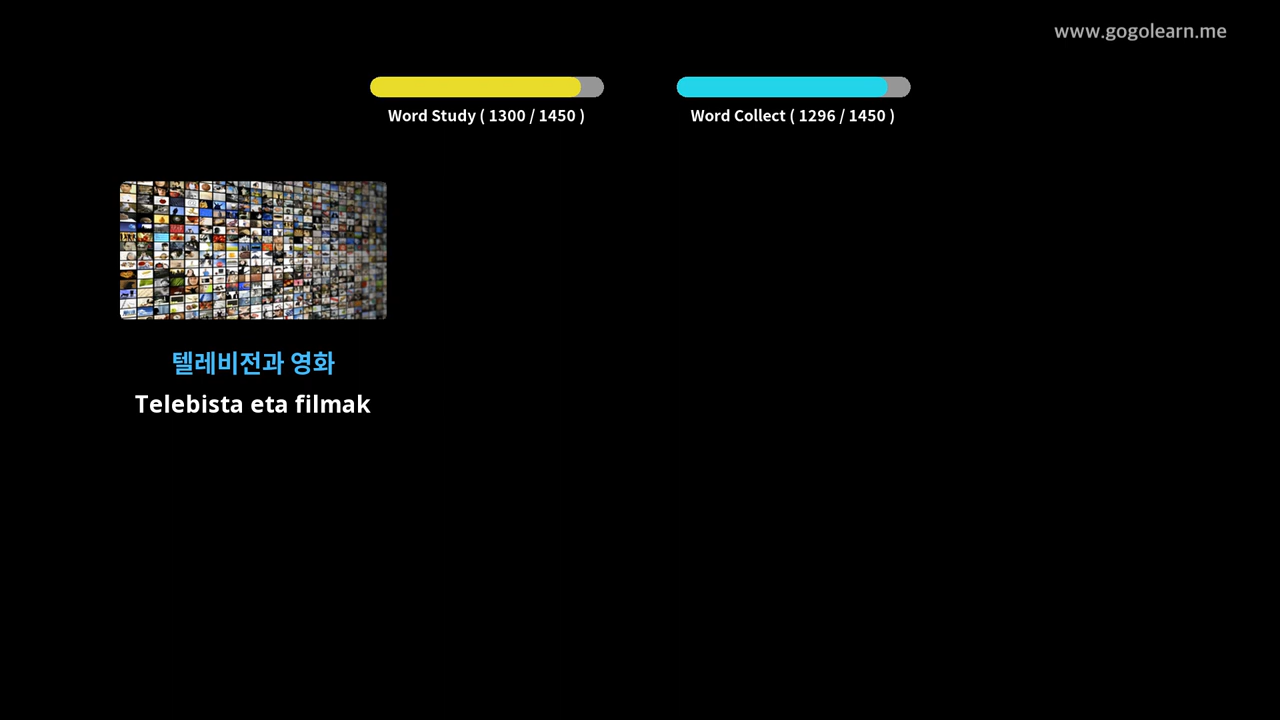 www.gogolearn.me
Word Study ( 1300 / 1450 )
Word Collect ( 1296 / 1450 )
텔레비전과 영화
Telebista eta filmak